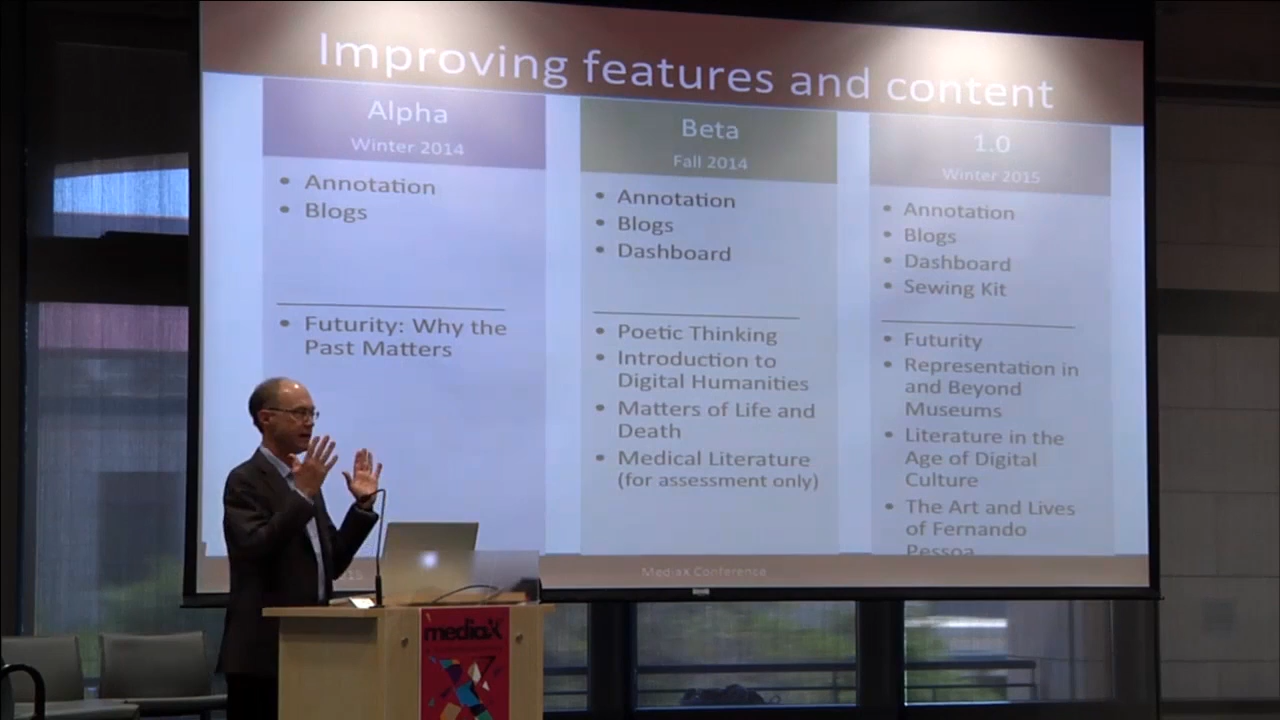 Improving features and content
Alpha
Winter 2014
• Annotation
• Blogs
• Futurity: Why the
Past Matters
Beta
Fall 2014
• Annotation
• Blogs
• Dashboard
• Poetic Thinking
• Introduction to
Digital Humanities
• Matters of Life and
Death
• Medical Literature
(for assessment only)
1.0
Winter 2015
• Annotation
• Blogs
• Dashboard
• Sewing Kit
• Futurity
• Representation in
and Beyond
Museums
• Literature in the
Age of Digital
Culture
• The Art and Lives
of Fernando
Pessoa
Mediax Conference
mediaX